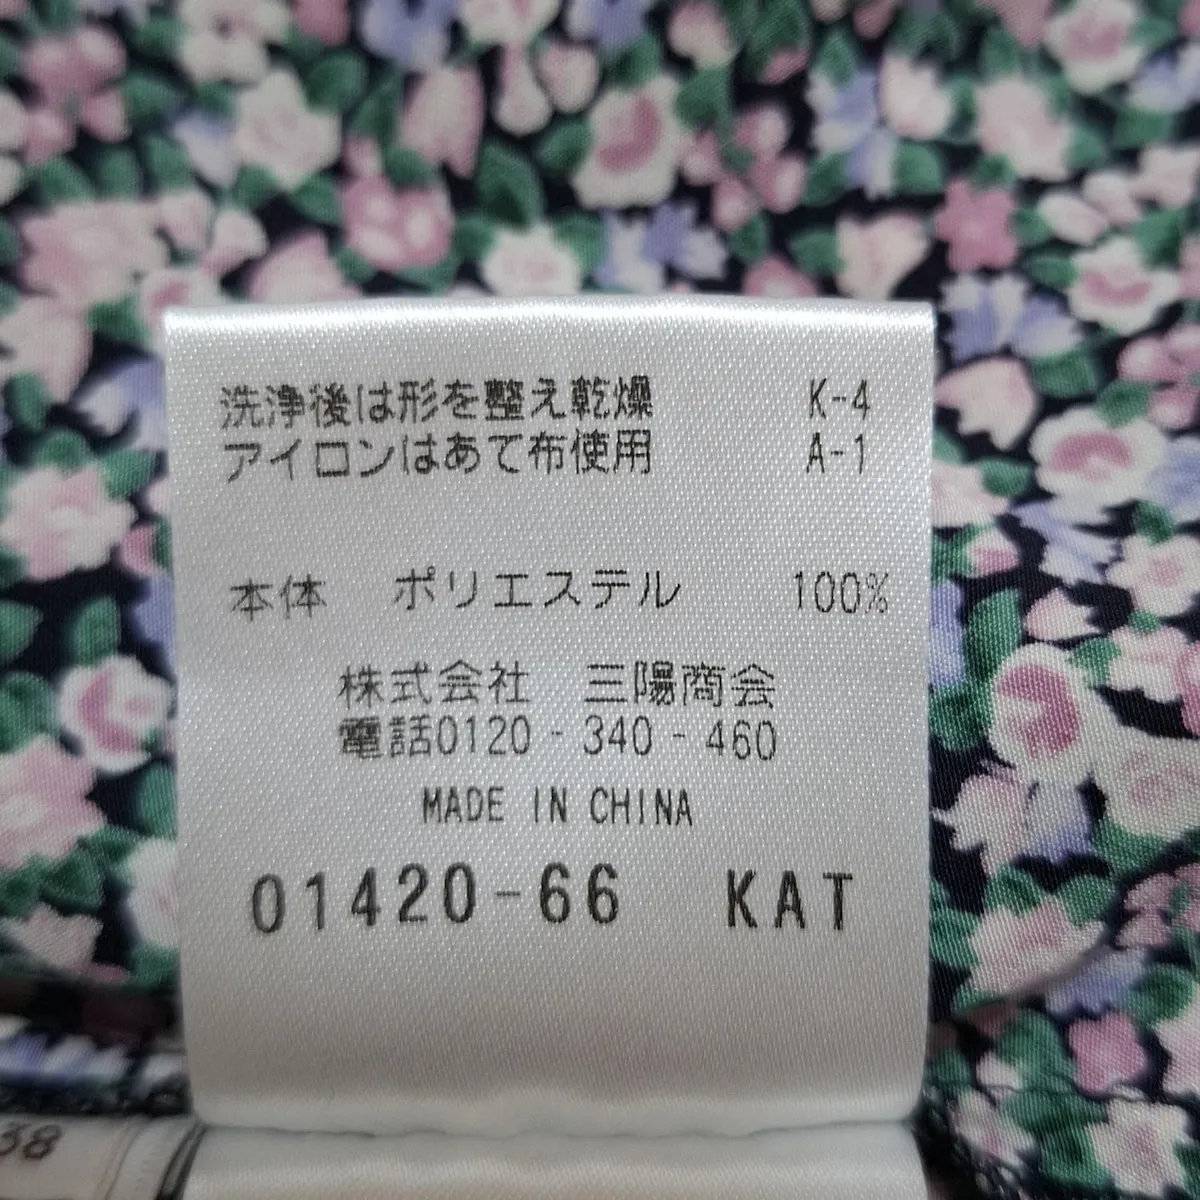 洗浄後は形を整え乾燥 K-4
アイロンはあて布使用 A-1
本体 ポリエステル 100%
株式会社 三陽商会
電話0120-340-460
MADE IN CHINA
01420-66 KAT
38